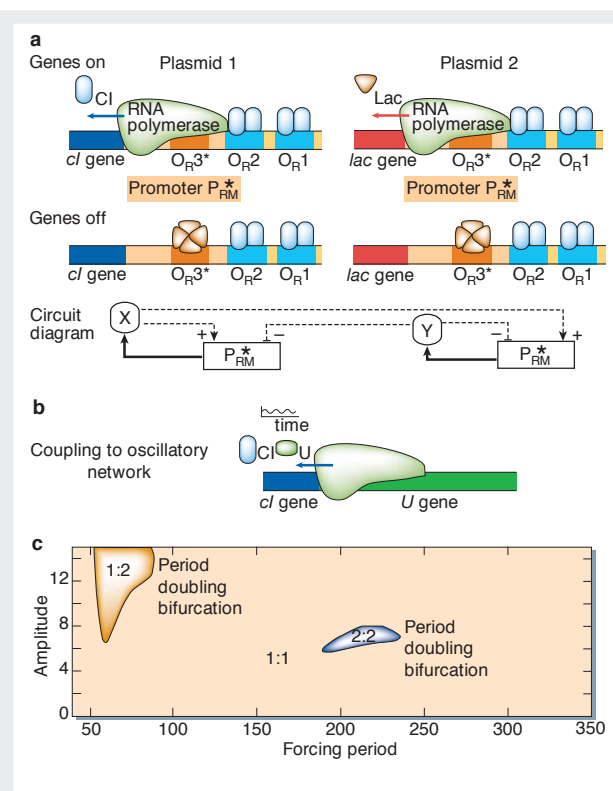 a
Genes on
Plasmid 1
Plasmid 2
CI
RNA
polymerase
Lac
RNA
polymerase
cI gene
OR3*
OR2
OR1
lac gene
OR3*
OR2
OR1
Promoter P*RM
Promoter P*RM
Genes off
cI gene
OR3*
OR2
OR1
lac gene
OR3*
OR2
OR1
Circuit
diagram
X
+
P*RM
−
Y
−
P*RM
+
b
time
Coupling to oscillatory
network
CI
U
cI gene
U gene
c
Amplitude
12
8
4
0
1:2
Period
doubling
bifurcation
1:1
2:2
Period
doubling
bifurcation
50 100 150 200 250 300 350
Forcing period